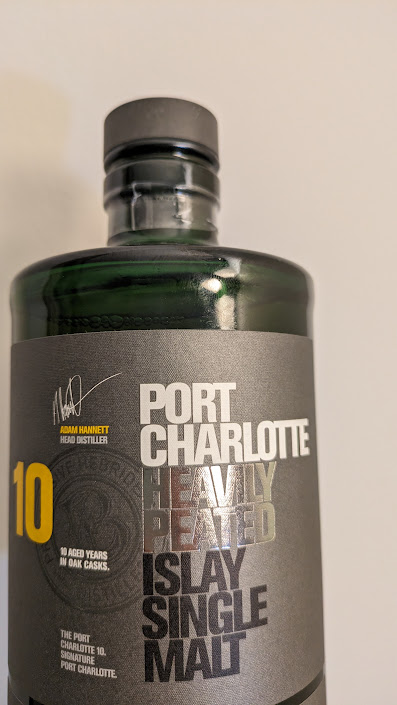 PORT
CHARLOTTE
HEAVILY
PEATED
ISLAY
SINGLE
MALT
ADAM HANNETT
HEAD DISTILLER
10
10 AGED YEARS
IN OAK CASKS.
THE PORT
CHARLOTTE 10.
SIGNATURE
PORT CHARLOTTE.